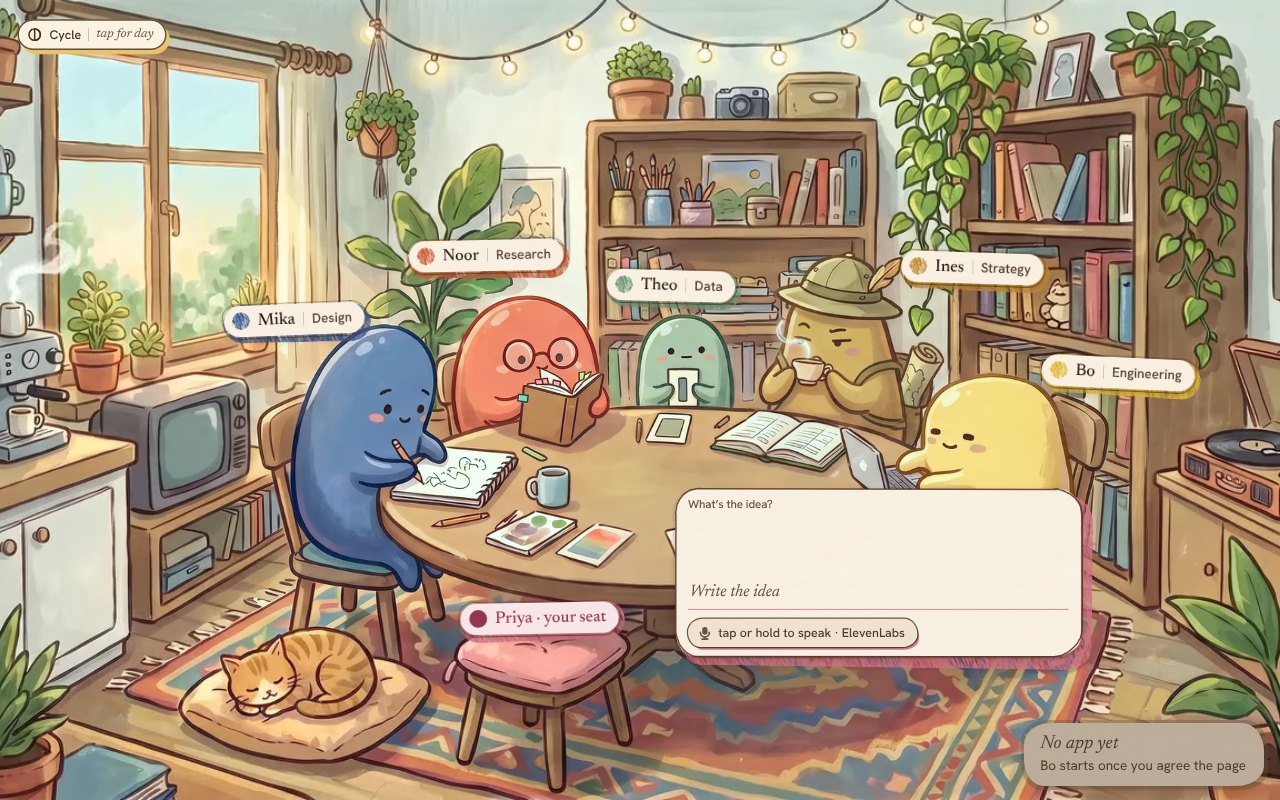 Cycle tap for day
Noor Research
Theo Data
Ines Strategy
Mika Design
Bo Engineering
What's the idea?
Write the idea
tap or hold to speak · ElevenLabs
Priya · your seat
No app yet
Bo starts once you agree the page